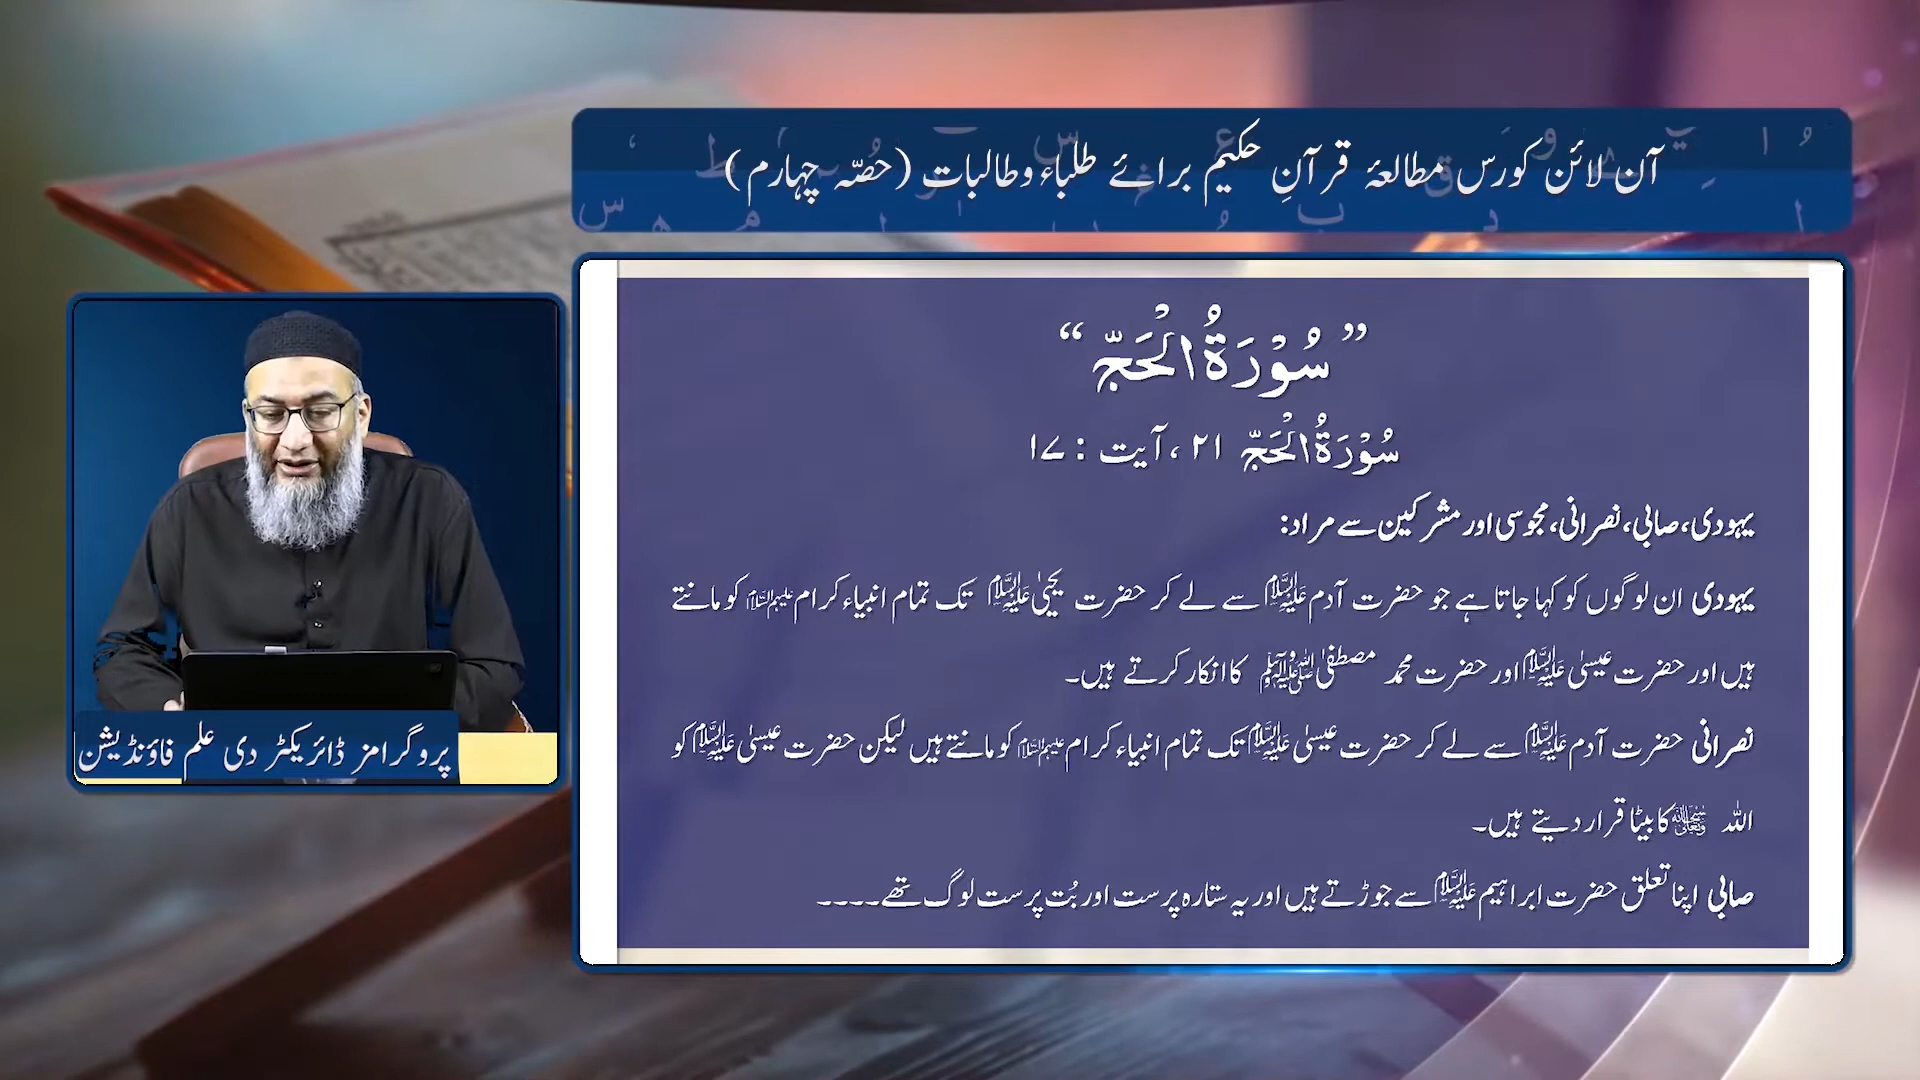 آن لائن کورس مطالعۂ قرآنِ حکیم برائے طلباء وطالبات (حصّہ چہارم)
”سُوْرَۃُ الْحَجّ“
سُوْرَۃُ الْحَجّ ۲۱، آیت : ۱۷
یہودی، صابی، نصرانی، مجوسی اور مشرکین سے مراد:
یہودی ان لوگوں کو کہا جاتا ہے جو حضرت آدم علیہ السلام سے لے کر حضرت یحییٰ علیہ السلام تک تمام انبیاء کرام علیہم السلام کو مانتے
ہیں اور حضرت عیسیٰ علیہ السلام اور حضرت محمد مصطفیٰ صلی اللہ علیہ وسلم کا انکار کرتے ہیں۔
نصرانی حضرت آدم علیہ السلام سے لے کر حضرت عیسیٰ علیہ السلام تک تمام انبیاء کرام علیہم السلام کو مانتے ہیں لیکن حضرت عیسیٰ علیہ السلام کو
اللہ سبحانہ وتعالیٰ کا بیٹا قرار دیتے ہیں۔
صابی اپنا تعلق حضرت ابراہیم علیہ السلام سے جوڑتے ہیں اور یہ ستارہ پرست اور بُت پرست لوگ تھے۔۔۔۔
پروگرامز ڈائریکٹر دی علم فاؤنڈیشن